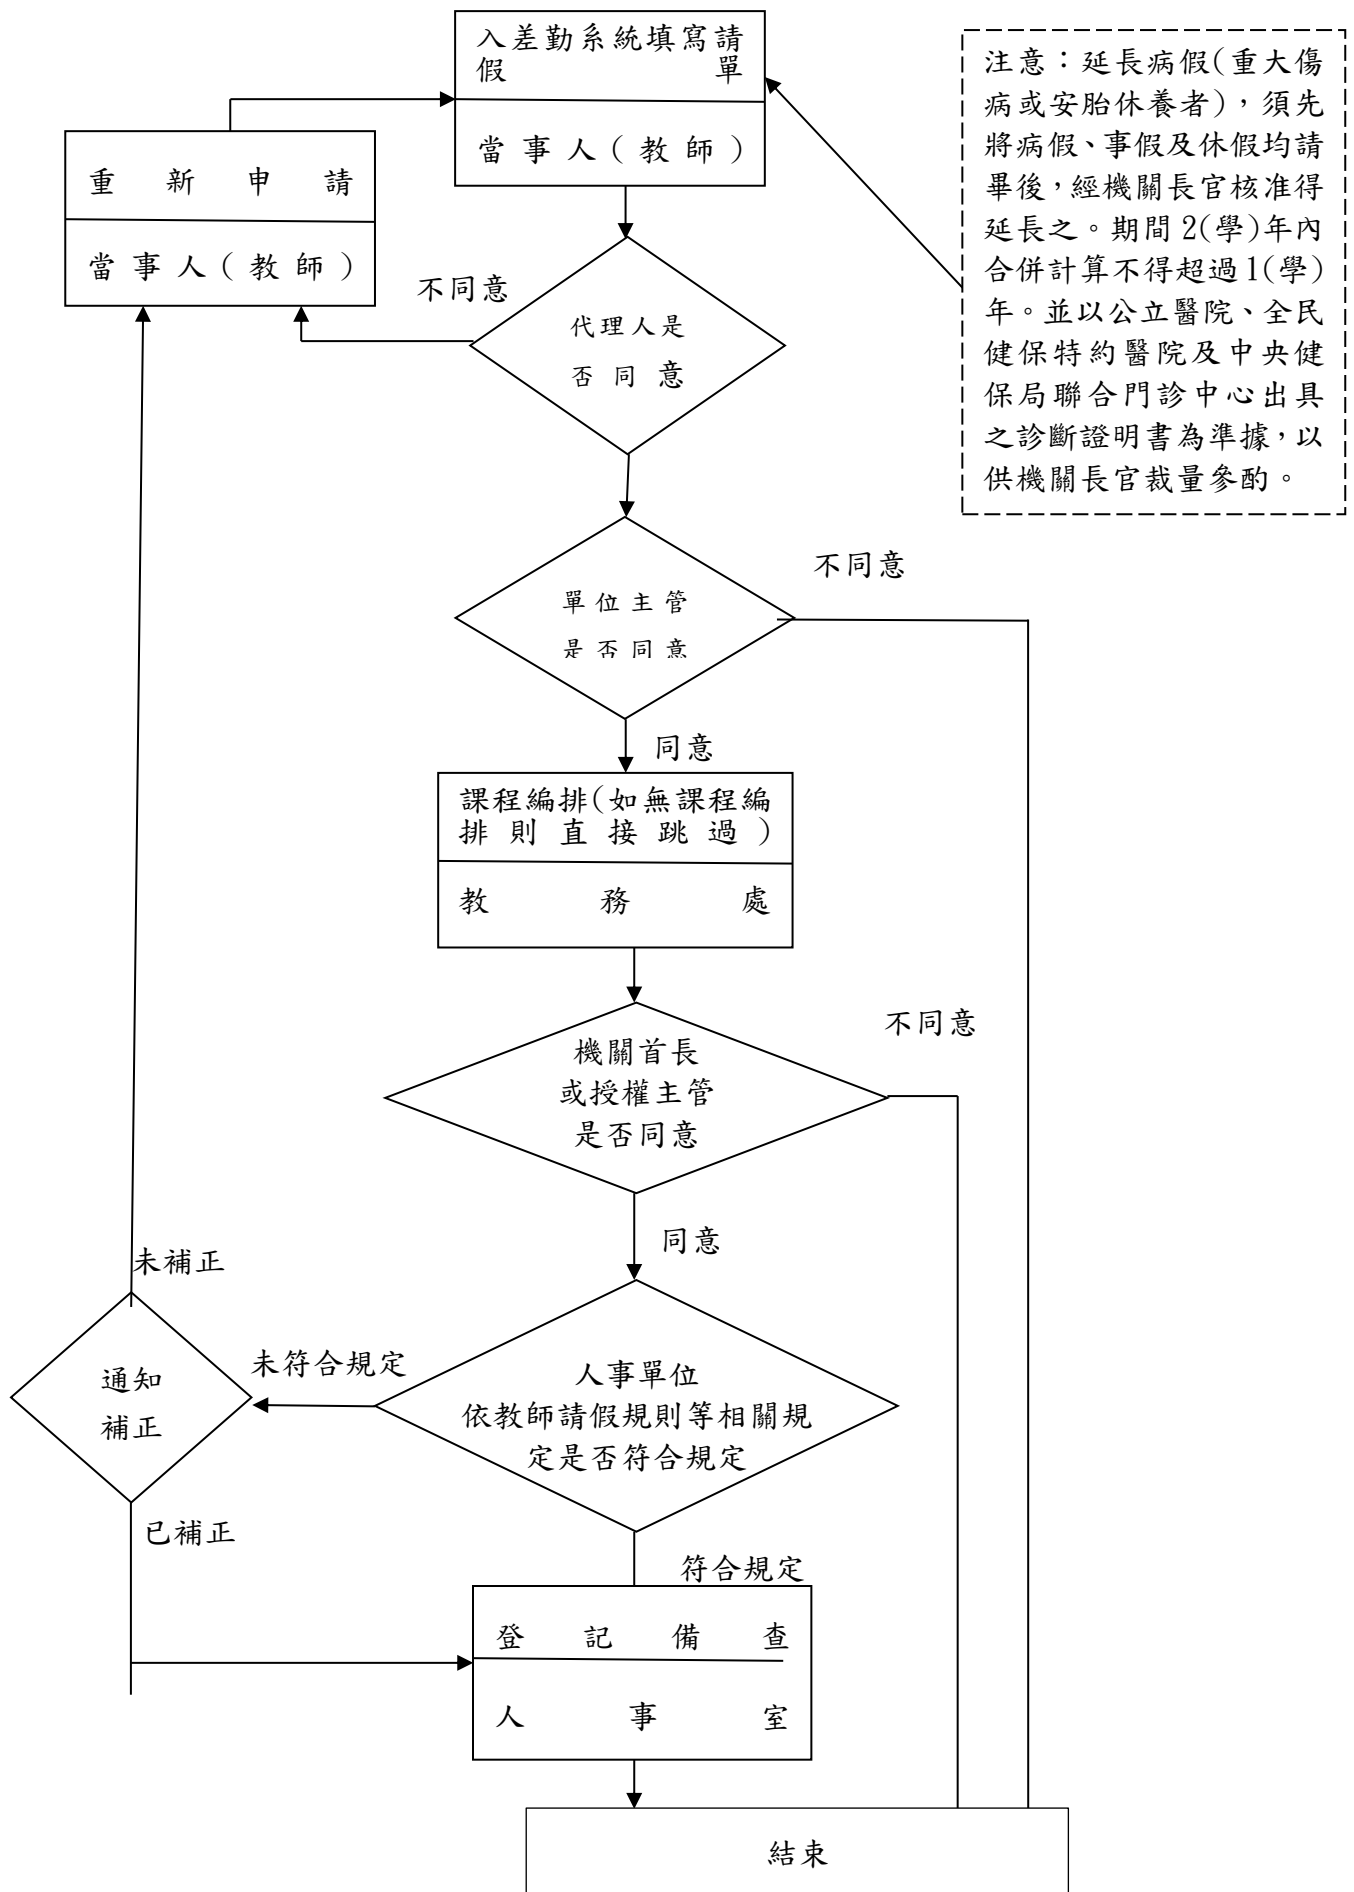 入差勤系統填寫請
假單
當事人(教師)
注意：延長病假(重大傷
病或安胎休養者)，須先
將病假、事假及休假均請
畢後，經機關長官核准得
延長之。期間2(學)年內
合併計算不得超過1(學)
年。並以公立醫院、全民
健保特約醫院及中央健
保局聯合門診中心出具
之診斷證明書為準據，以
供機關長官裁量參酌。
重新申請
當事人(教師)
不同意
代理人是
否同意
不同意
單位主管
是否同意
同意
課程編排(如無課程編
排則直接跳過)
教務處
不同意
機關首長
或授權主管
是否同意
同意
未補正
未符合規定
通知
補正
人事單位
依教師請假規則等相關規
定是否符合規定
已補正
符合規定
登記備查
人事室
結束